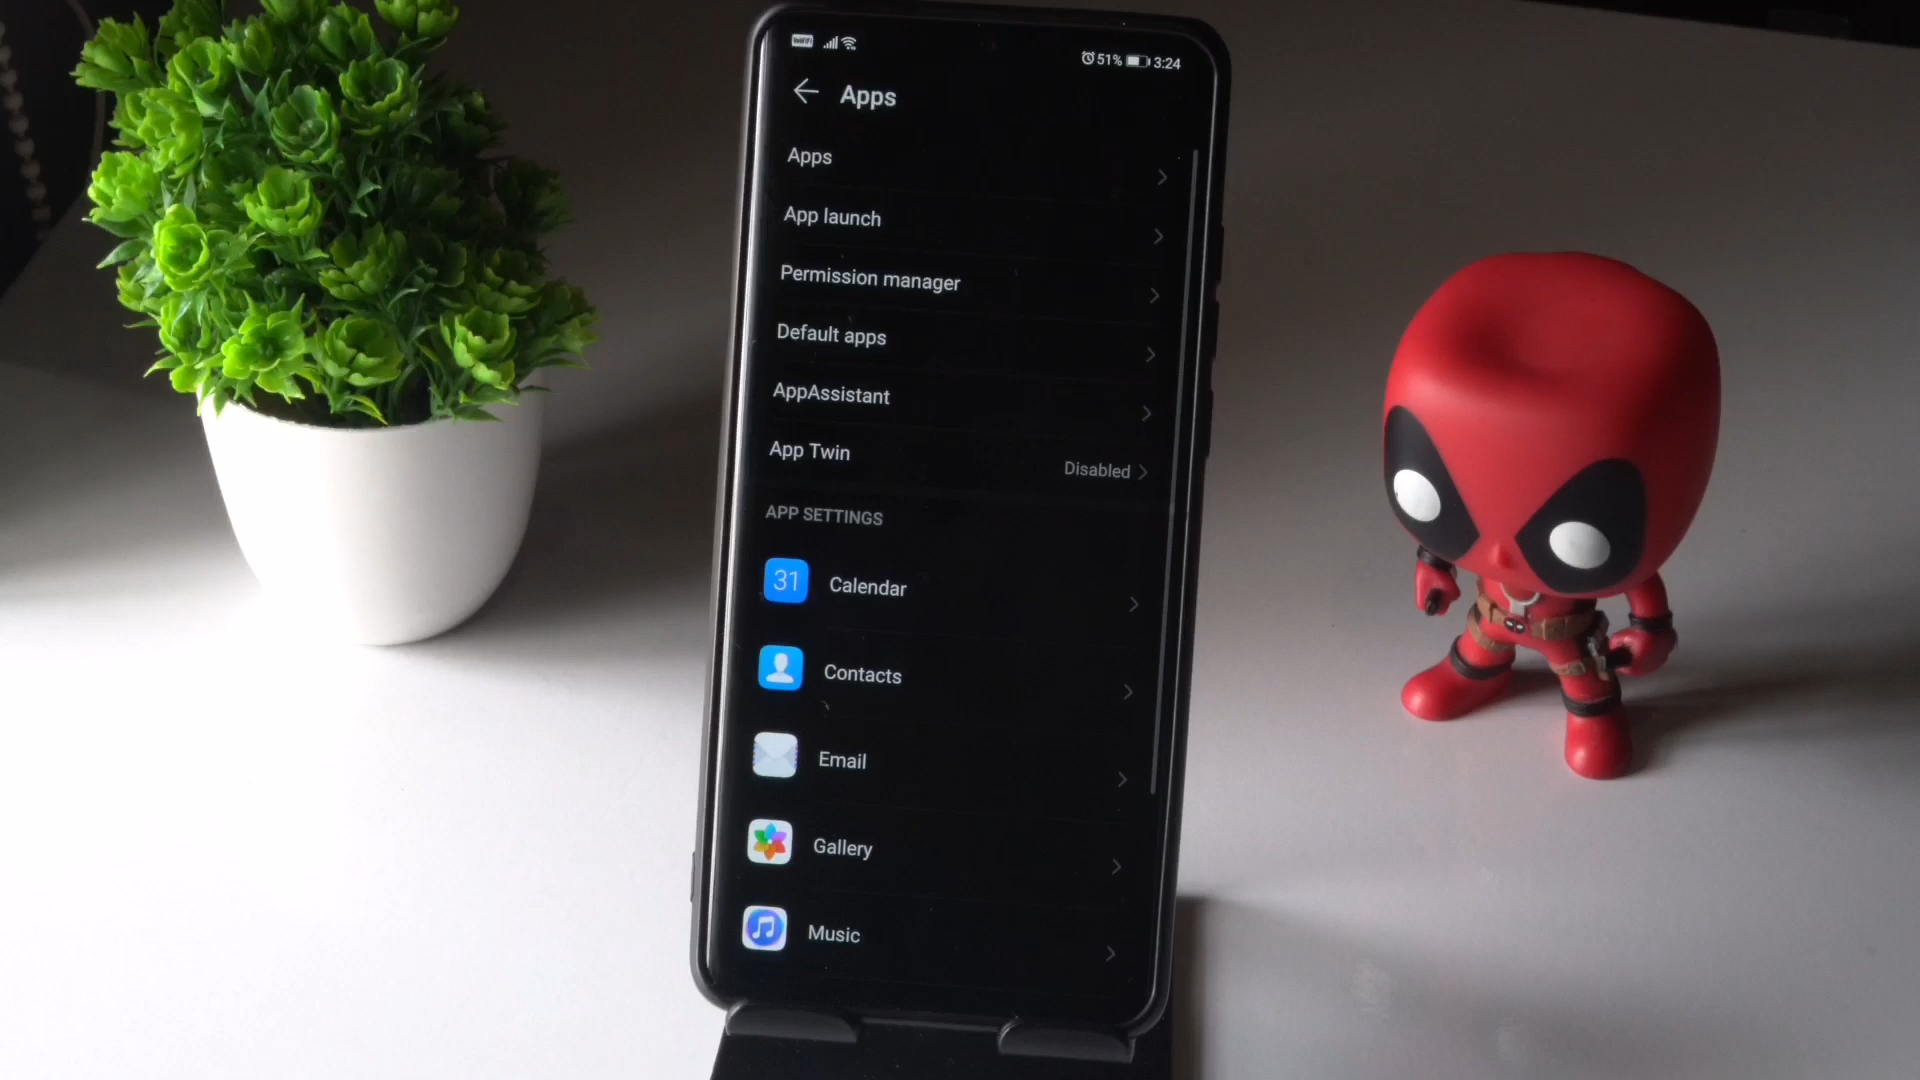 VoWiFi 51% 3:24
Apps
Apps
App launch
Permission manager
Default apps
AppAssistant
App Twin Disabled
APP SETTINGS
31 Calendar
Contacts
Email
Gallery
Music